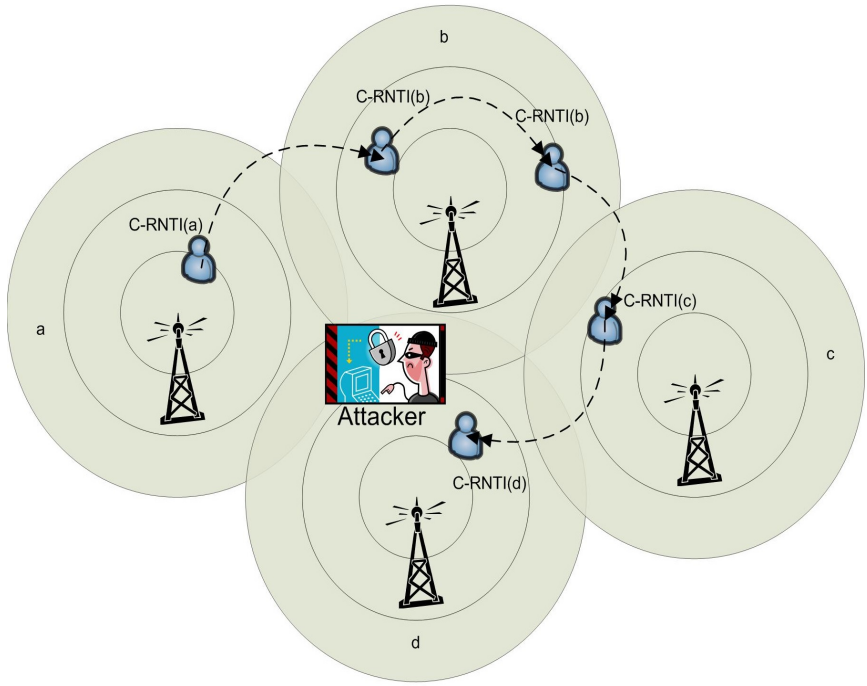 b
C-RNTI(b)
C-RNTI(b)
C-RNTI(a)
C-RNTI(c)
a
c
Attacker
C-RNTI(d)
d